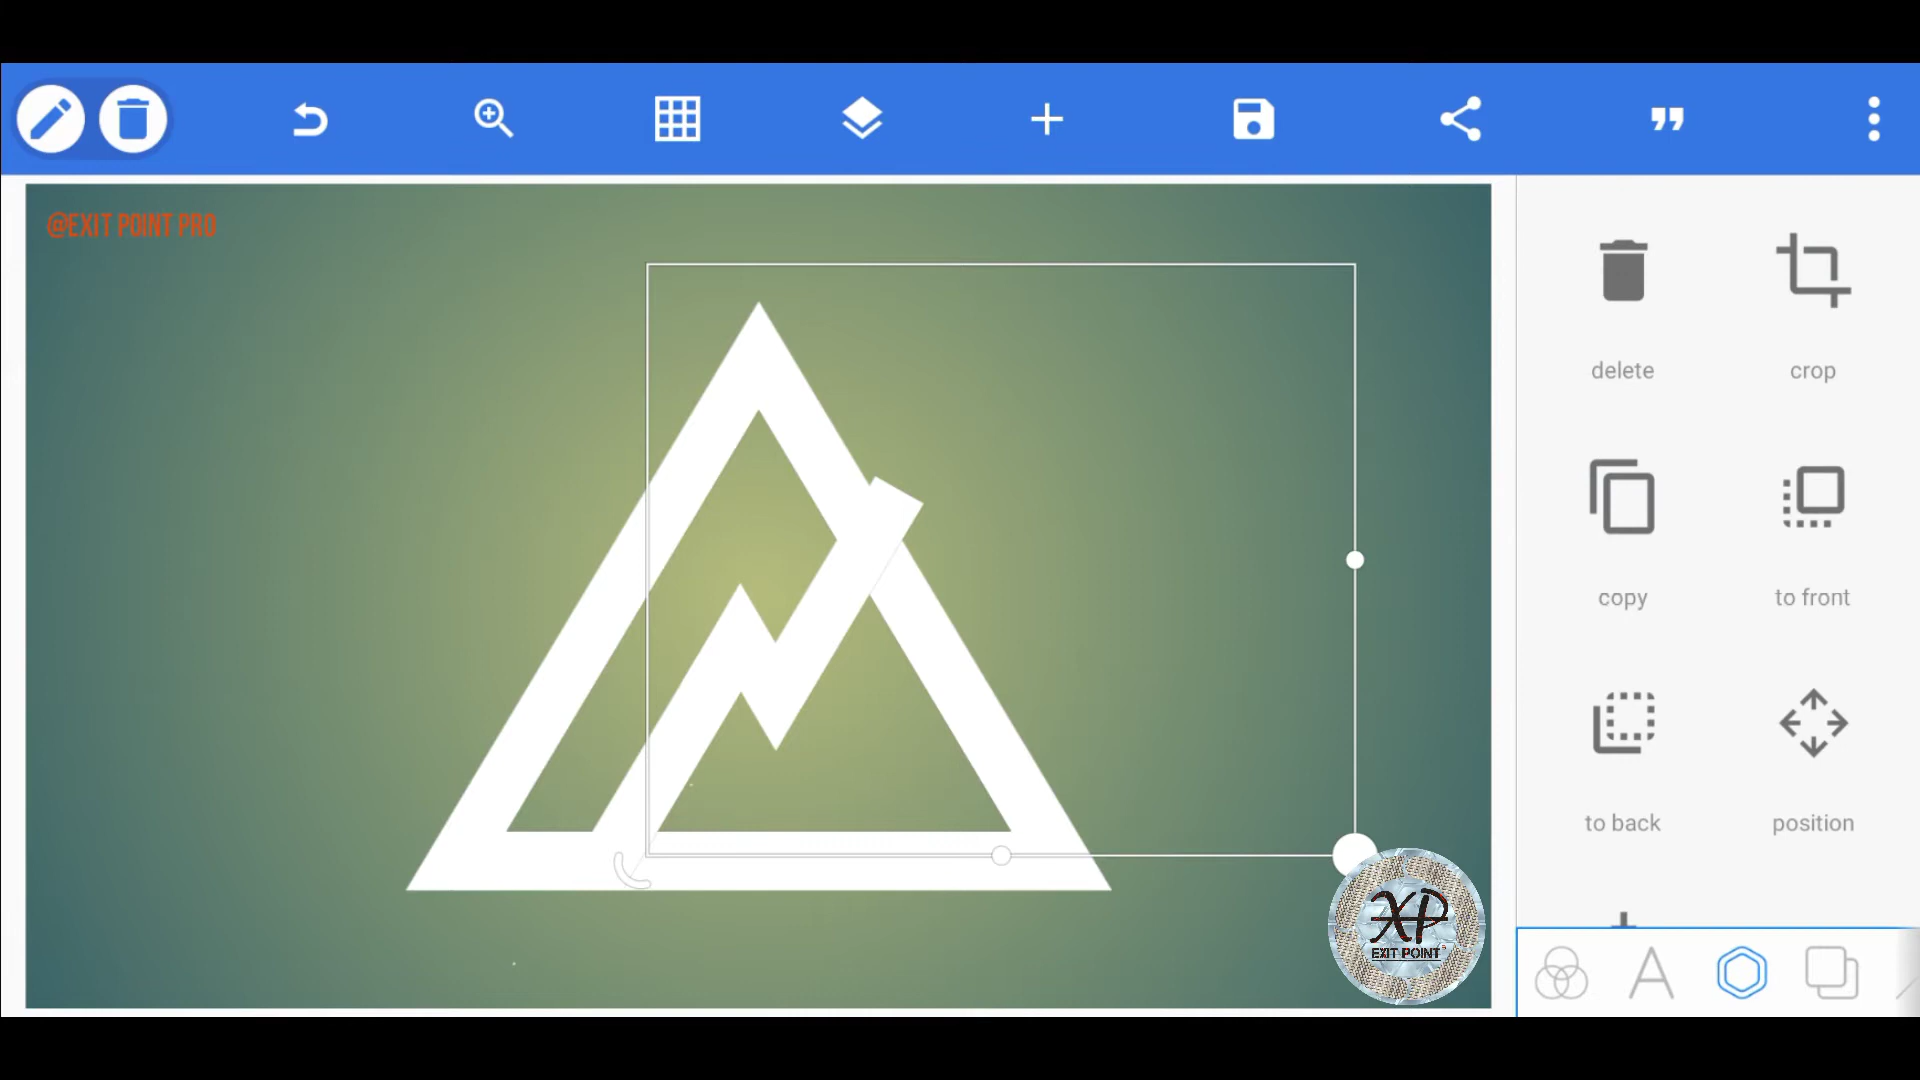 @EXIT POINT PRO
delete
crop
copy
to front
to back
position
XP
EXIT POINT